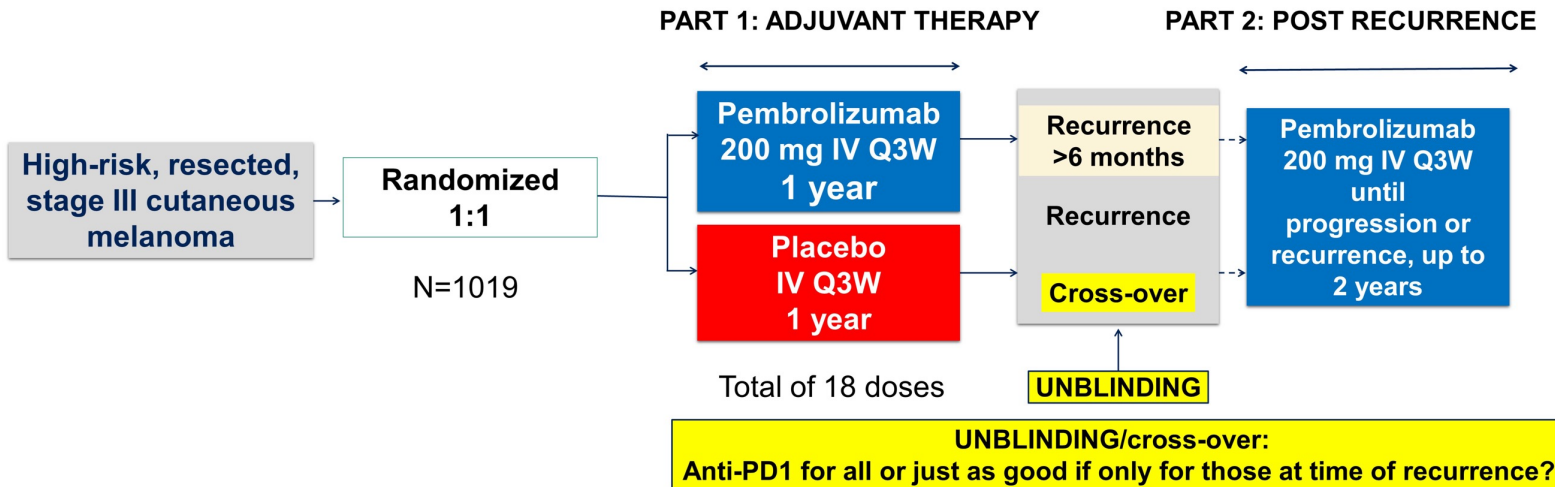 PART 1: ADJUVANT THERAPY
PART 2: POST RECURRENCE
High-risk, resected,
stage III cutaneous
melanoma
Randomized
1:1
N=1019
Pembrolizumab
200 mg IV Q3W
1 year
Placebo
IV Q3W
1 year
Total of 18 doses
Recurrence
>6 months
Recurrence
Cross-over
UNBLINDING
Pembrolizumab
200 mg IV Q3W
until
progression or
recurrence, up to
2 years
UNBLINDING/cross-over:
Anti-PD1 for all or just as good if only for those at time of recurrence?